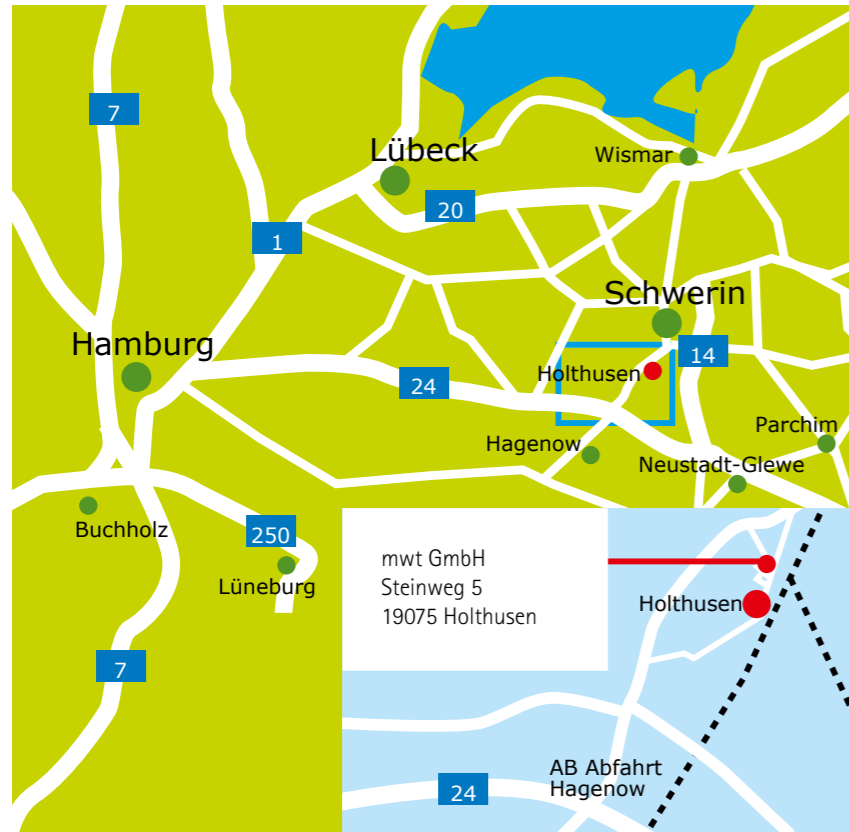 7
Lübeck
Wismar
20
1
Schwerin
Hamburg
14
Holthusen
24
Parchim
Hagenow
Neustadt-Glewe
Buchholz
250
Lüneburg
mwt GmbH
Steinweg 5
19075 Holthusen
Holthusen
7
AB Abfahrt
Hagenow
24